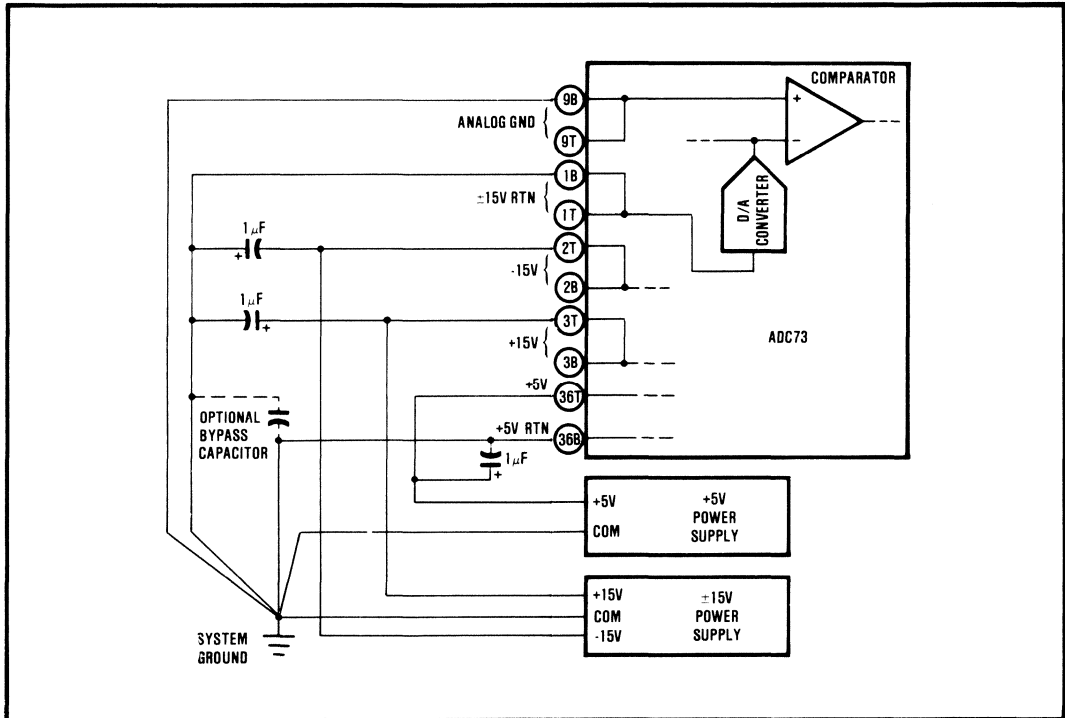 COMPARATOR
9B
+
ANALOG GND
9T
−
1B
±15V RTN
D/A
CONVERTER
1T
1µF
+
2T
-15V
2B
1µF
+
3T
+15V
ADC73
3B
+5V
36T
OPTIONAL
BYPASS
CAPACITOR
+5V RTN
36B
1µF
+
+5V
COM
+5V
POWER
SUPPLY
+15V
COM
-15V
±15V
POWER
SUPPLY
SYSTEM
GROUND